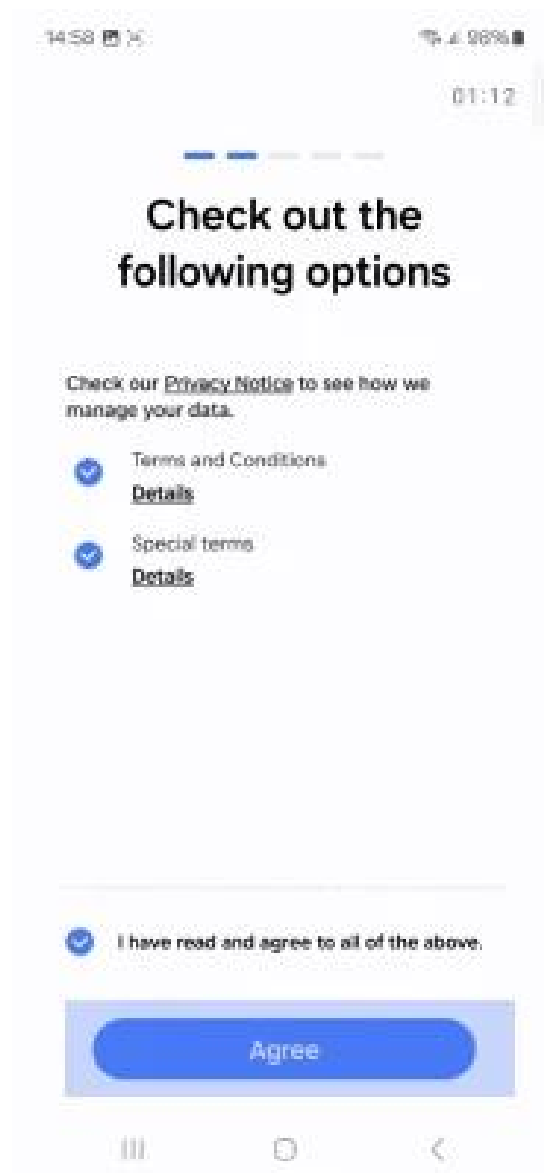 14:58 98%
01:12
Check out the
following options
Check our Privacy Notice to see how we
manage your data.
Terms and Conditions
Details
Special terms
Details
I have read and agree to all of the above.
Agree